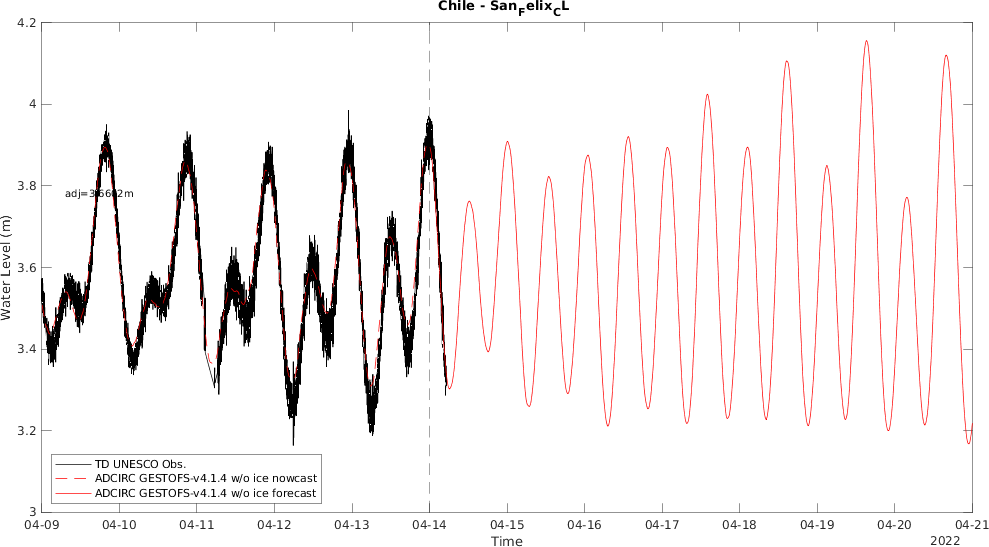 Chile - San_Felix_CL
4.2
4
3.8
3.6
3.4
3.2
3
Water Level (m)
adj=3.6602m
TD UNESCO Obs.
ADCIRC GESTOFS-v4.1.4 w/o ice nowcast
ADCIRC GESTOFS-v4.1.4 w/o ice forecast
04-09 04-10 04-11 04-12 04-13 04-14 04-15 04-16 04-17 04-18 04-19 04-20 04-21
Time
2022